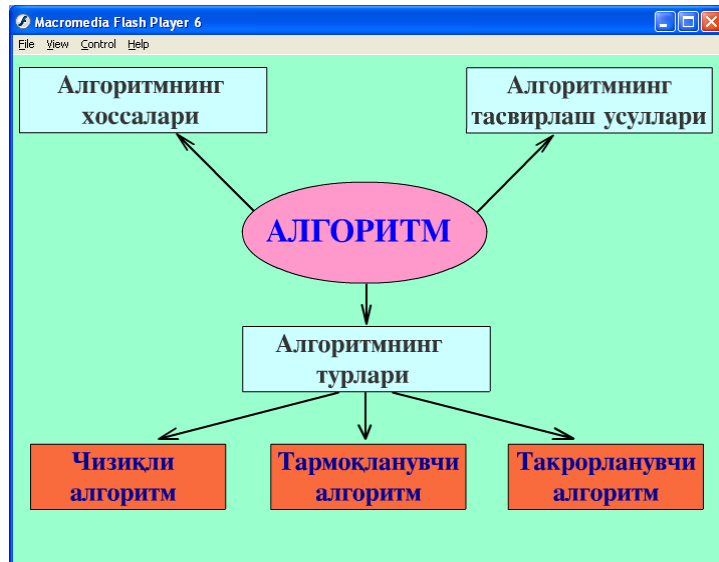 Macromedia Flash Player 6
File View Control Help
Алгоритмнинг
хоссалари
Алгоритмнинг
тасвирлаш усуллари
АЛГОРИТМ
Алгоритмнинг
турлари
Чизиқли
алгоритм
Тармоқланувчи
алгоритм
Такрорланувчи
алгоритм